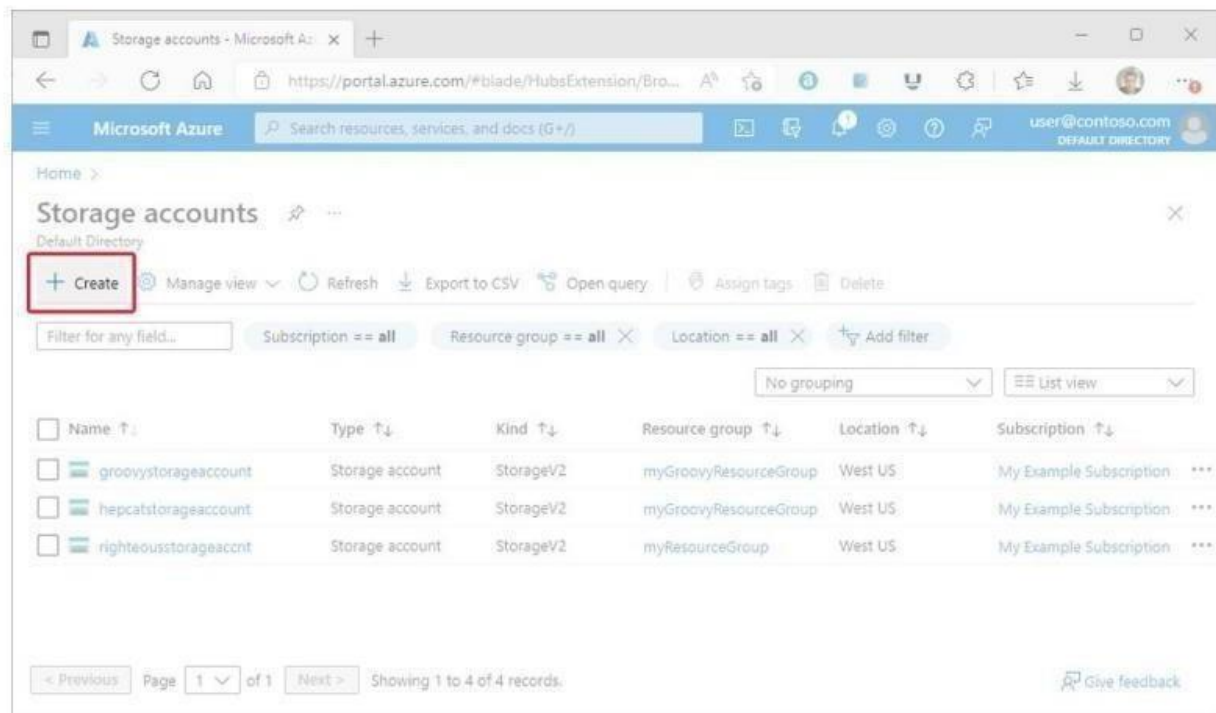 Storage accounts - Microsoft Az
https://portal.azure.com/#blade/HubsExtension/Bro...
Microsoft Azure
Search resources, services, and docs (G+/)
1
user@contoso.com
DEFAULT DIRECTORY
Home >
Storage accounts ...
Default Directory
+ Create Manage view Refresh Export to CSV Open query Assign tags Delete
Filter for any field... Subscription == all Resource group == all Location == all Add filter
No grouping List view
Name Type Kind Resource group Location Subscription
groovystorageaccount Storage account StorageV2 myGroovyResourceGroup West US My Example Subscription ...
hepcatstorageaccount Storage account StorageV2 myGroovyResourceGroup West US My Example Subscription ...
righteousstorageaccnt Storage account StorageV2 myResourceGroup West US My Example Subscription ...
< Previous Page 1 of 1 Next > Showing 1 to 4 of 4 records. Give feedback